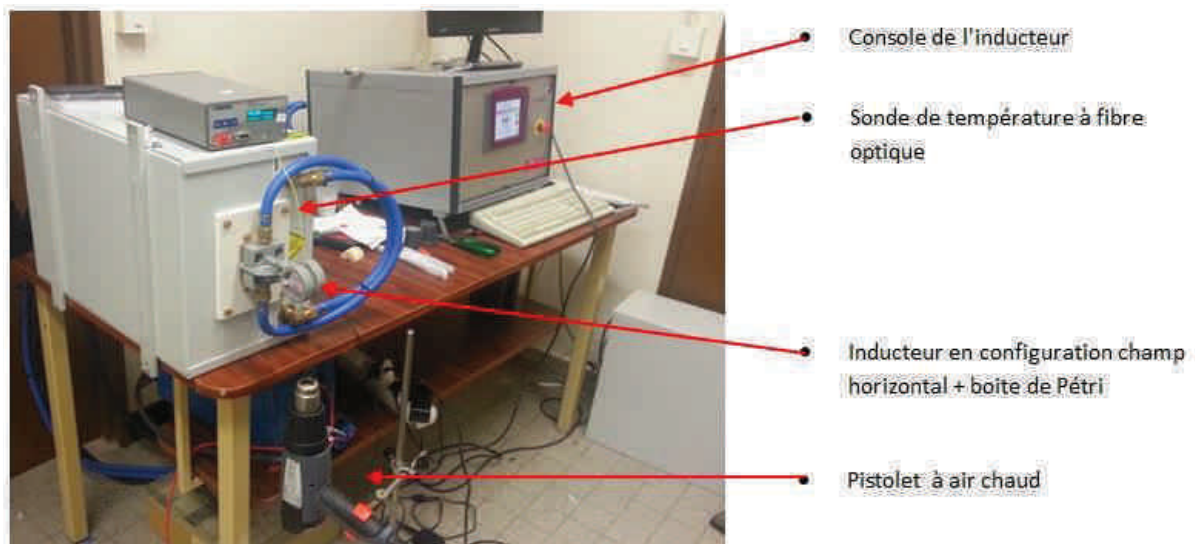 • Console de l'inducteur
• Sonde de température à fibre
optique
• Inducteur en configuration champ
horizontal + boite de Pétri
• Pistolet à air chaud